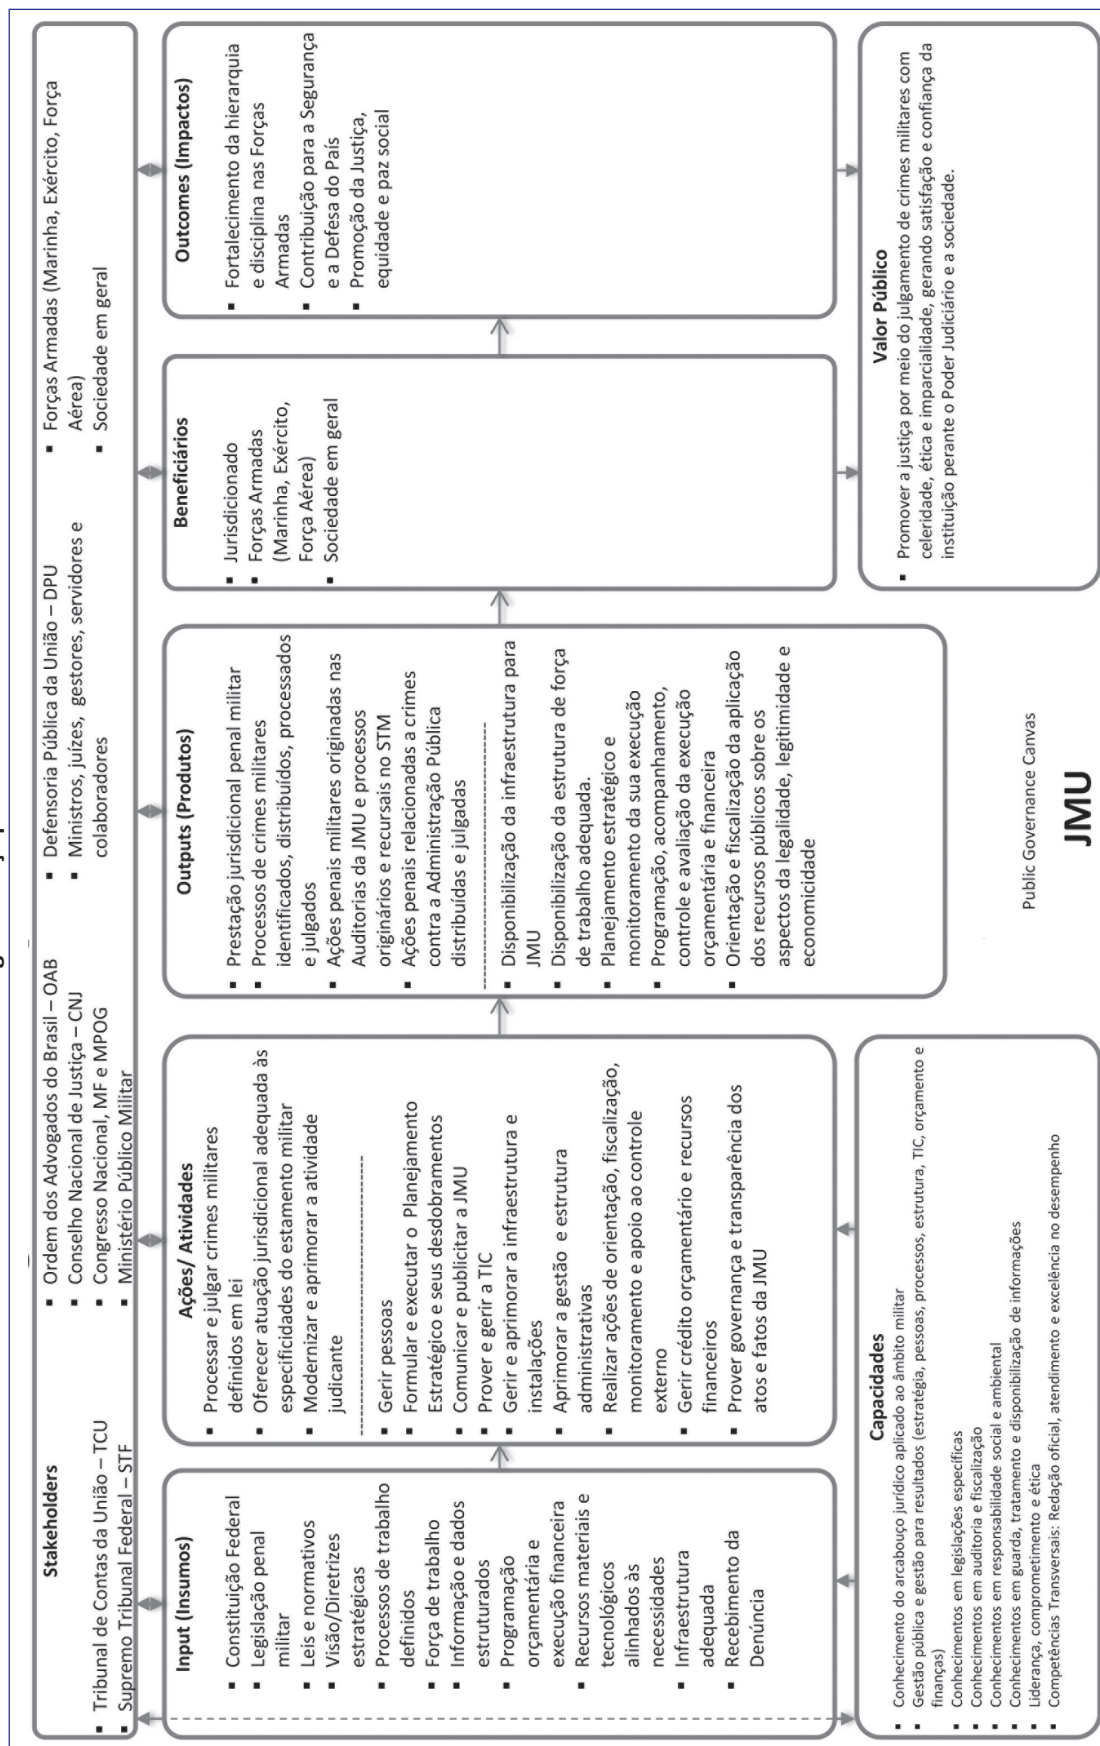 Stakeholders
▪ Tribunal de Contas da União – TCU
▪ Supremo Tribunal Federal – STF
▪ Ordem dos Advogados do Brasil – OAB
▪ Conselho Nacional de Justiça – CNJ
▪ Congresso Nacional, MF e MPOG
▪ Ministério Público Militar
▪ Defensoria Pública da União – DPU
▪ Ministros, juízes, gestores, servidores e
colaboradores
▪ Forças Armadas (Marinha, Exército, Força
Aérea)
▪ Sociedade em geral
Input (Insumos)
▪ Constituição Federal
▪ Legislação penal
militar
▪ Leis e normativos
▪ Visão/Diretrizes
estratégicas
▪ Processos de trabalho
definidos
▪ Força de trabalho
▪ Informação e dados
estruturados
▪ Programação
orçamentária e
execução financeira
▪ Recursos materiais e
tecnológicos
alinhados às
necessidades
▪ Infraestrutura
adequada
▪ Recebimento da
Denúncia
Ações/ Atividades
▪ Processar e julgar crimes militares
definidos em lei
▪ Oferecer atuação jurisdicional adequada às
especificidades do estamento militar
▪ Modernizar e aprimorar a atividade
judicante
▪ Gerir pessoas
▪ Formular e executar o Planejamento
Estratégico e seus desdobramentos
▪ Comunicar e publicitar a JMU
▪ Prover e gerir a TIC
▪ Gerir e aprimorar a infraestrutura e
instalações
▪ Aprimorar a gestão e estrutura
administrativas
▪ Realizar ações de orientação, fiscalização,
monitoramento e apoio ao controle
externo
▪ Gerir crédito orçamentário e recursos
financeiros
▪ Prover governança e transparência dos
atos e fatos da JMU
Outputs (Produtos)
▪ Prestação jurisdicional penal militar
▪ Processos de crimes militares
identificados, distribuídos, processados
e julgados
▪ Ações penais militares originadas nas
Auditorias da JMU e processos
originários e recursais no STM
▪ Ações penais relacionadas a crimes
contra a Administração Pública
distribuídas e julgadas
▪ Disponibilização da infraestrutura para
JMU
▪ Disponibilização da estrutura de força
de trabalho adequada.
▪ Planejamento estratégico e
monitoramento da sua execução
▪ Programação, acompanhamento,
controle e avaliação da execução
orçamentária e financeira
▪ Orientação e fiscalização da aplicação
dos recursos públicos sobre os
aspectos da legalidade, legitimidade e
economicidade
Beneficiários
▪ Jurisdicionado
▪ Forças Armadas
(Marinha, Exército,
Força Aérea)
▪ Sociedade em geral
Outcomes (Impactos)
▪ Fortalecimento da hierarquia
e disciplina nas Forças
Armadas
▪ Contribuição para a Segurança
e a Defesa do País
▪ Promoção da Justiça,
equidade e paz social
Capacidades
▪ Conhecimento do arcabouço jurídico aplicado ao âmbito militar
▪ Gestão pública e gestão para resultados (estratégia, pessoas, processos, estrutura, TIC, orçamento e
finanças)
▪ Conhecimentos em legislações específicas
▪ Conhecimentos em auditoria e fiscalização
▪ Conhecimentos em responsabilidade social e ambiental
▪ Conhecimentos em guarda, tratamento e disponibilização de informações
▪ Liderança, comprometimento e ética
▪ Competências Transversais: Redação oficial, atendimento e excelência no desempenho
Public Governance Canvas
JMU
Valor Público
▪ Promover a justiça por meio do julgamento de crimes militares com
celeridade, ética e imparcialidade, gerando satisfação e confiança da
instituição perante o Poder Judiciário e a sociedade.